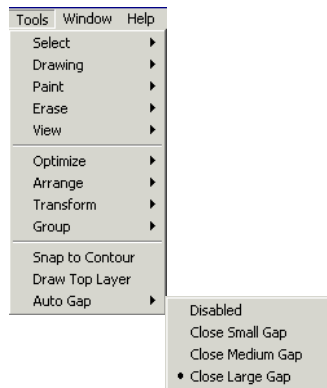 Tools Window Help
Select
Drawing
Paint
Erase
View
Optimize
Arrange
Transform
Group
Snap to Contour
Draw Top Layer
Auto Gap
Disabled
Close Small Gap
Close Medium Gap
Close Large Gap